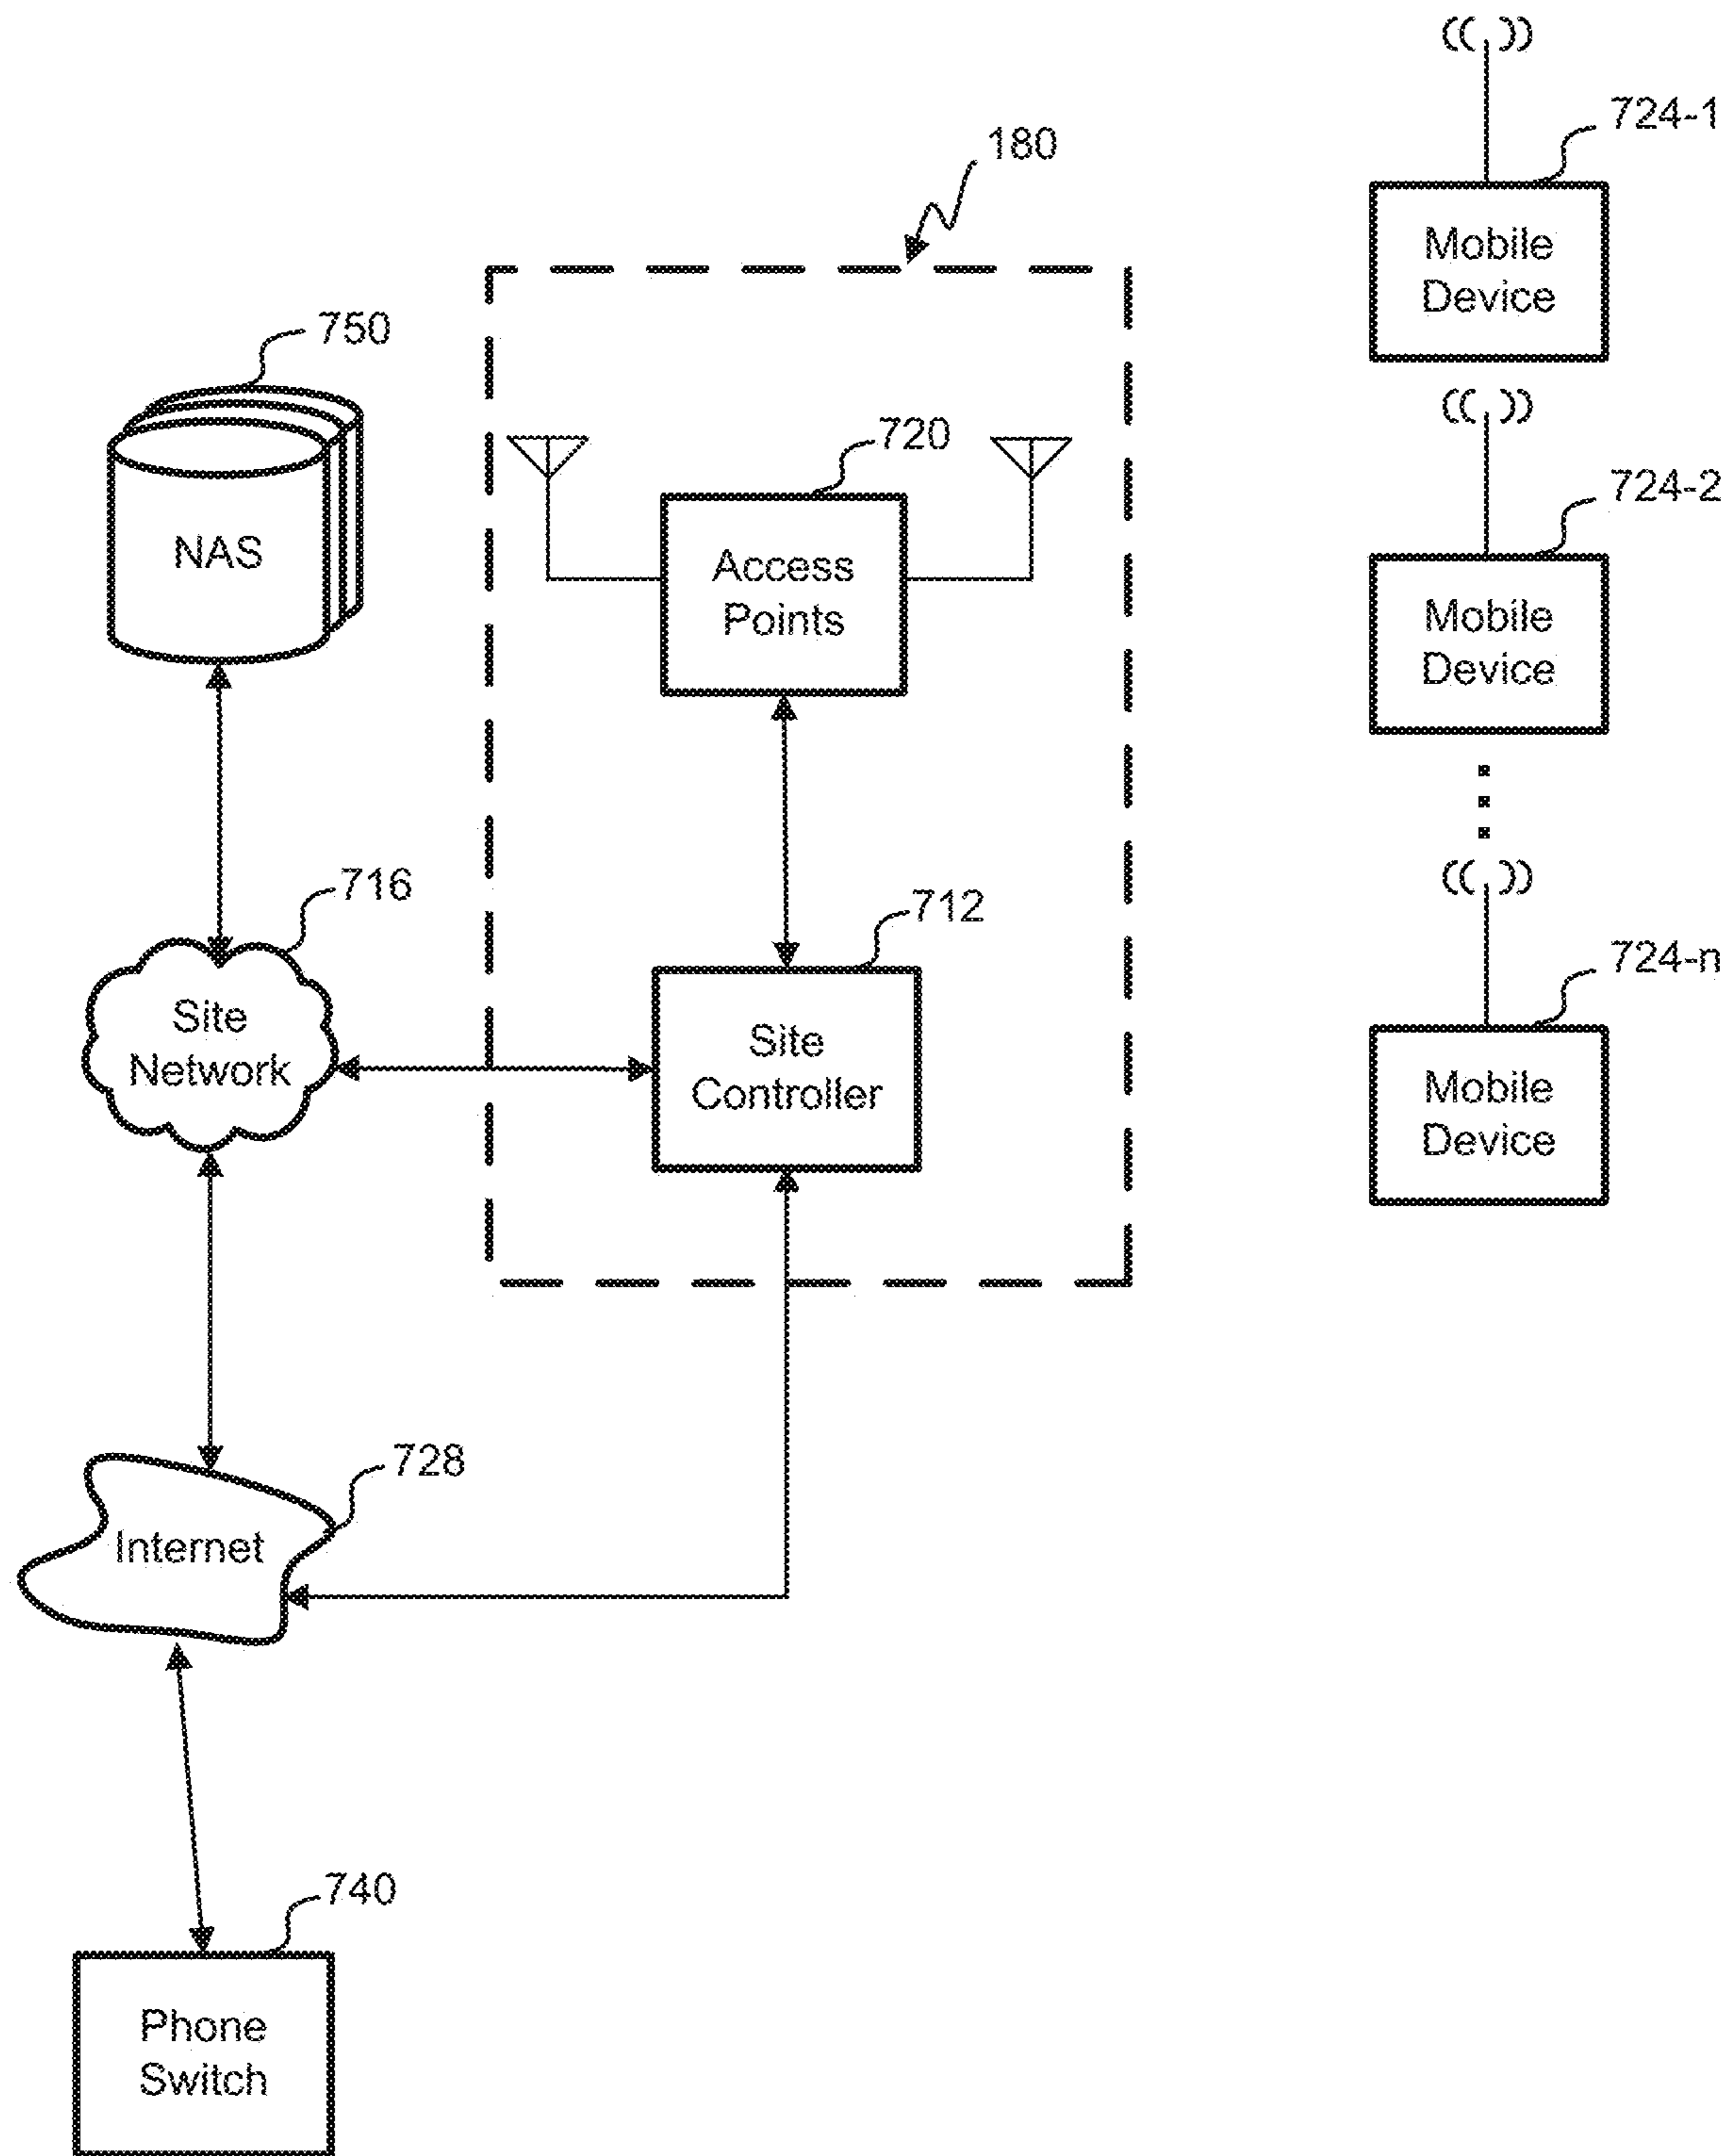 724-1
180
Mobile
Device
750
720
724-2
NAS
Access
Points
Mobile
Device
716
712
724-n
Site
Network
Site
Controller
Mobile
Device
728
Internet
740
Phone
Switch